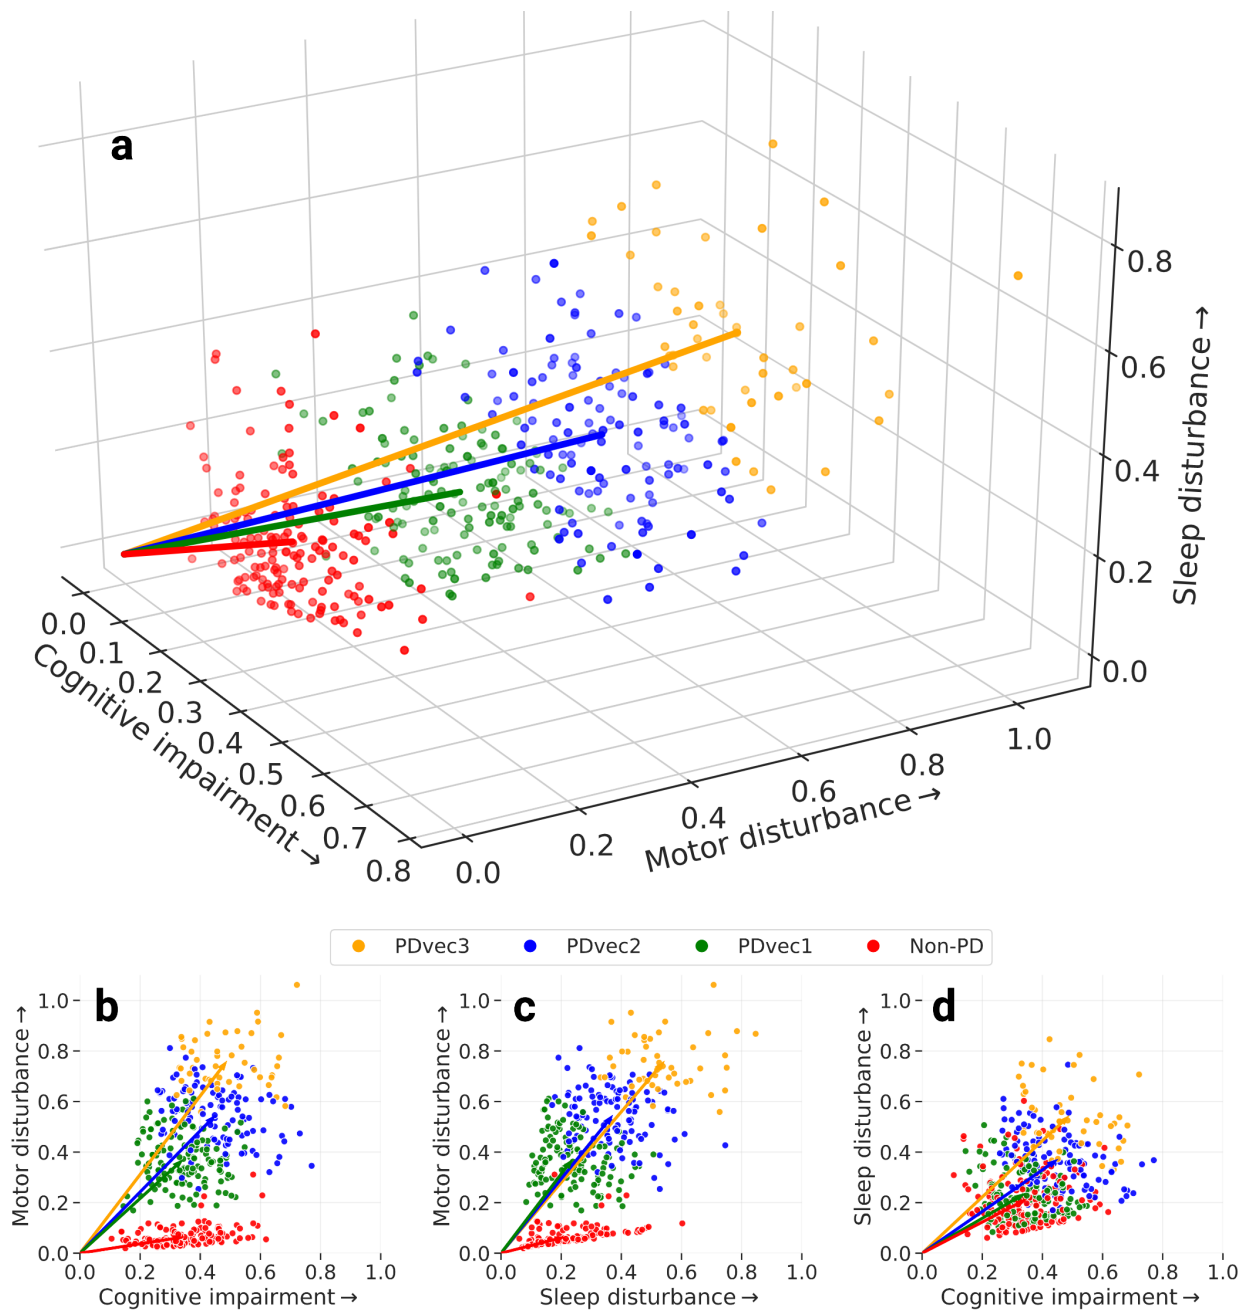 a
0.8
0.6
0.4
0.2
0.0
Sleep disturbance →
0.0
0.1
0.2
0.3
0.4
0.5
0.6
0.7
0.8
Cognitive impairment →
0.0
0.2
0.4
0.6
0.8
1.0
Motor disturbance →
PDvec3 PDvec2 PDvec1 Non-PD
b
Motor disturbance →
1.0
0.8
0.6
0.4
0.2
0.0
0.0 0.2 0.4 0.6 0.8 1.0
Cognitive impairment →
c
Motor disturbance →
1.0
0.8
0.6
0.4
0.2
0.0
0.0 0.2 0.4 0.6 0.8 1.0
Sleep disturbance →
d
Sleep disturbance →
1.0
0.8
0.6
0.4
0.2
0.0
0.0 0.2 0.4 0.6 0.8 1.0
Cognitive impairment →